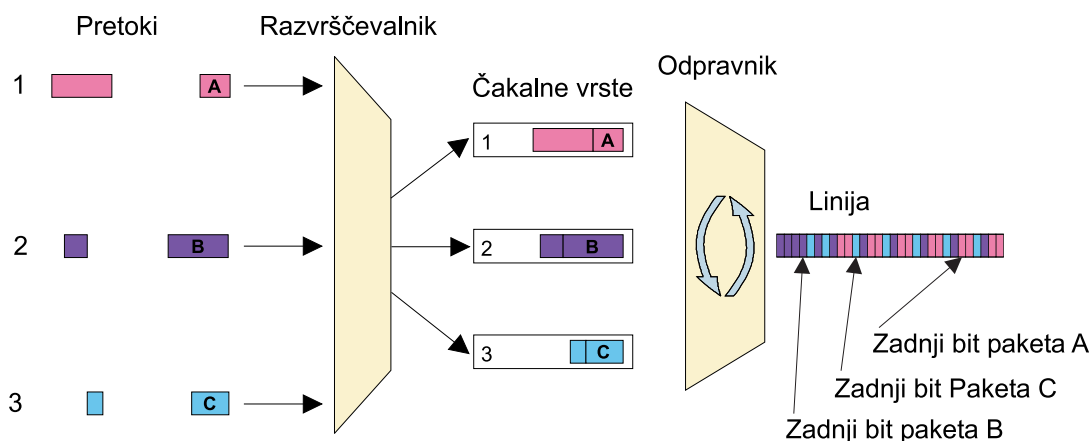 Pretoki
Razvrščevalnik
Odpravnik
Čakalne vrste
1
A
1
A
Linija
2
B
2
B
3
C
3
C
Zadnji bit paketa A
Zadnji bit Paketa C
Zadnji bit paketa B